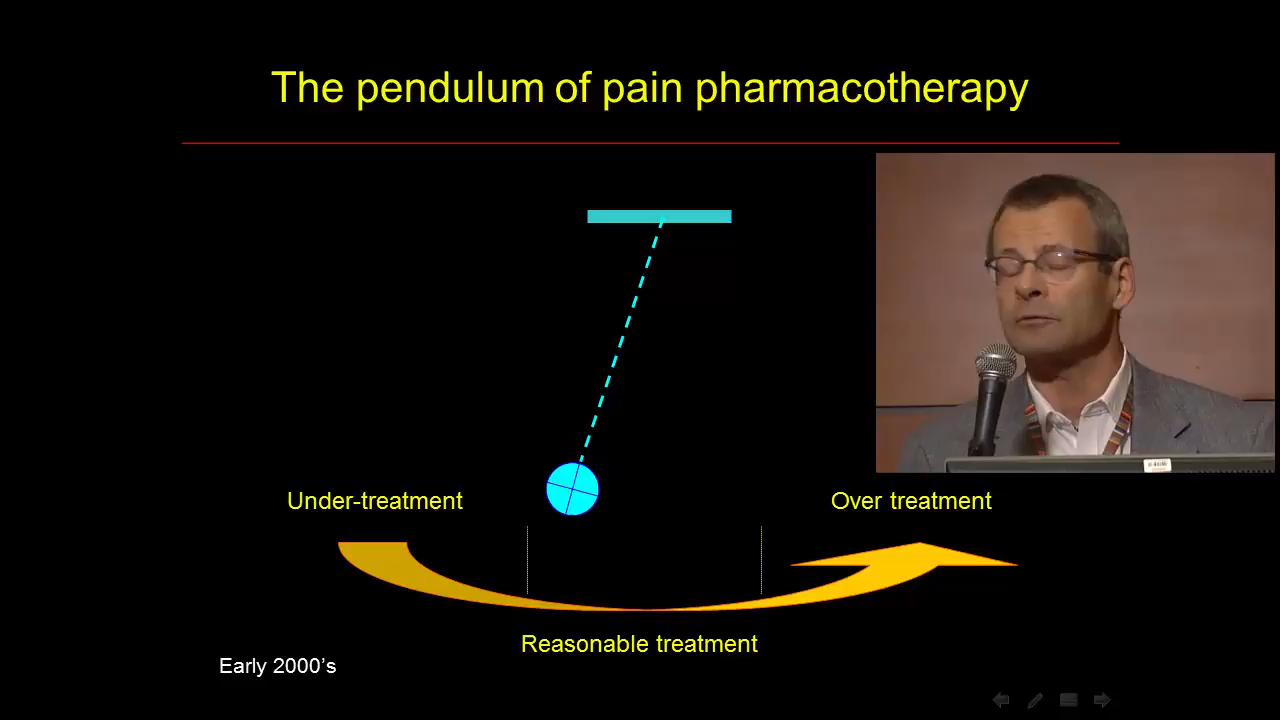 The pendulum of pain pharmacotherapy
Under-treatment
Over treatment
Reasonable treatment
Early 2000’s